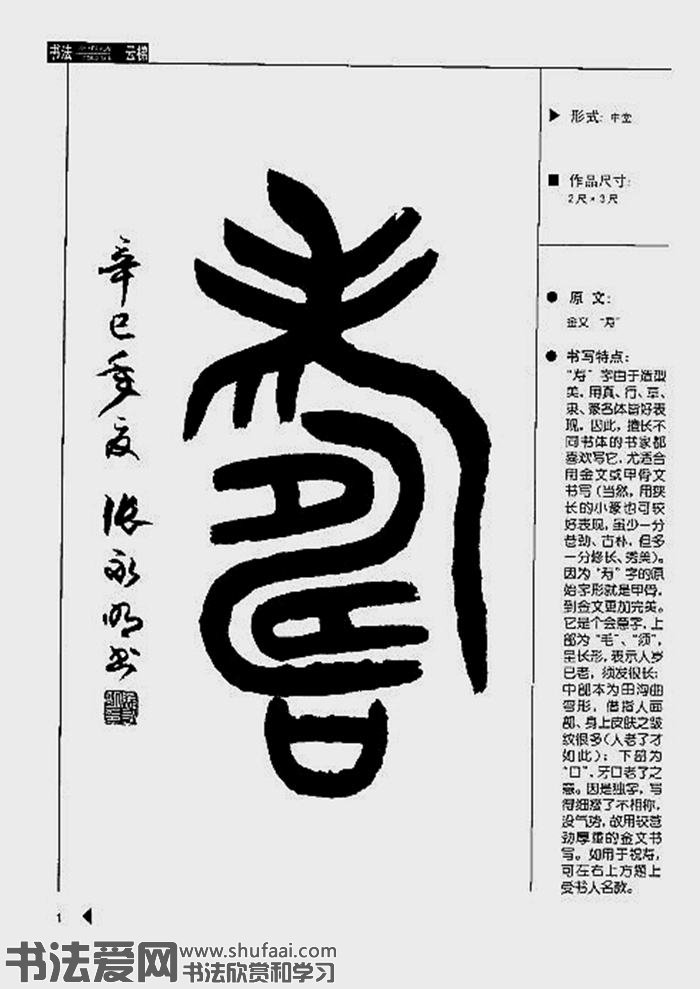 书法
云梯
寿
辛巳年夏 张永明书
▶ 形式: 中堂
■ 作品尺寸:
2尺×3尺
● 原文:
金文“寿”
● 书写特点:
“寿”字由于造型
美,用真、行、草、
隶、篆各体皆好表
现,因此,擅长不
同书体的书家都
喜欢写它,尤适合
用金文或甲骨文
书写(当然,用狭
长的小篆也可较
好表现,虽少一分
苍劲、古朴,但多
一分修长、秀美)。
因为“寿”字的原
始字形就是甲骨,
到金文更加完美。
它是个会意字,上
部为“毛”、“须”,
呈长形,表示人岁
已老,须发很长;
中部本为田沟曲
弯形,借指人面
部、身上皮肤之皱
纹很多(人老了才
如此);下部为
“口”,牙口老了之
意。因是独字,写
得细瘦了不相称,
没气势,故用较苍
劲厚重的金文书
写。如用于祝寿,
可在右上方题上
受书人名款。
1
书法爱网
www.shufaai.com
书法欣赏和学习